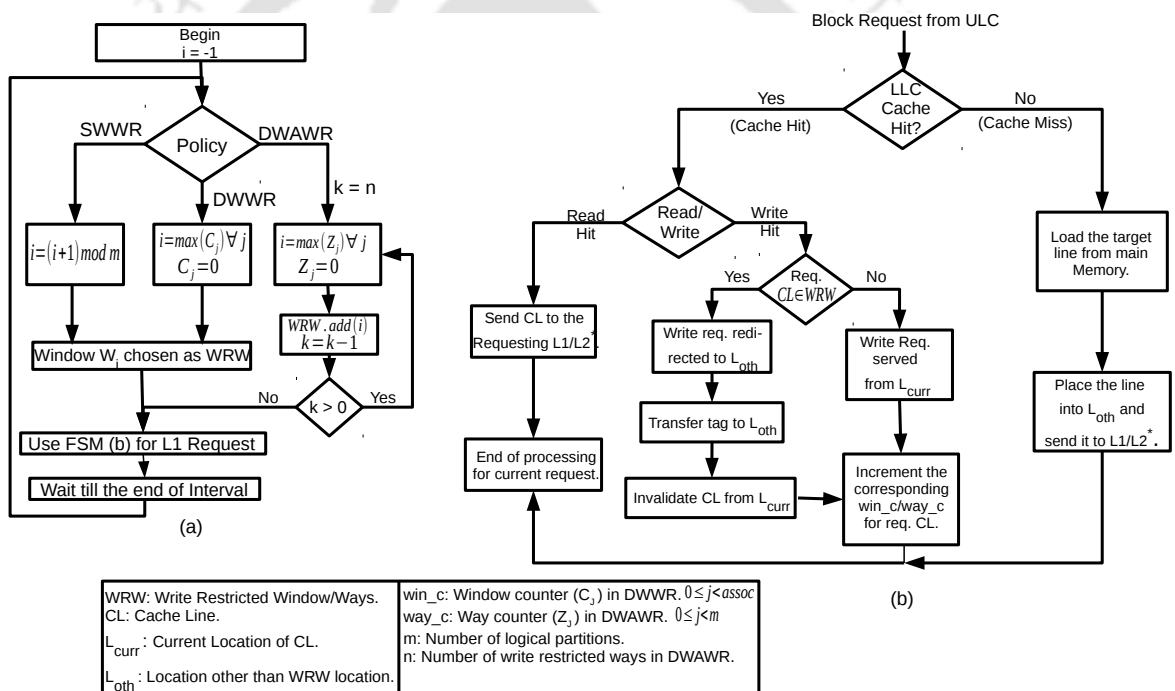 Begin
i = -1
Policy
SWWR
DWAWR
DWWR
k = n
i=(i+1) mod m
i=max(C_j)∀ j
C_j=0
i=max(Z_j)∀ j
Z_j=0
WRW.add(i)
k=k−1
Window W_i chosen as WRW
k > 0
No
Yes
Use FSM (b) for L1 Request
Wait till the end of Interval
(a)
Block Request from ULC
LLC
Cache
Hit?
Yes
(Cache Hit)
No
(Cache Miss)
Read/
Write
Read
Hit
Write
Hit
Req.
CL∈WRW
Yes
No
Send CL to the
Requesting L1/L2*.
Write req. redi-
rected to L_oth
Write Req.
served
from L_curr
Load the target
line from main
Memory.
Transfer tag to L_oth
Place the line
into L_oth and
send it to L1/L2*.
End of processing
for current request.
Invalidate CL from L_curr
Increment the
corresponding
win_c/way_c
for req. CL.
(b)
WRW: Write Restricted Window/Ways.
CL: Cache Line.
L_curr : Current Location of CL.
L_oth : Location other than WRW location.
win_c: Window counter (C_J) in DWWR. 0≤ j<assoc
way_c: Way counter (Z_J) in DWAWR. 0≤ j<m
m: Number of logical partitions.
n: Number of write restricted ways in DWAWR.